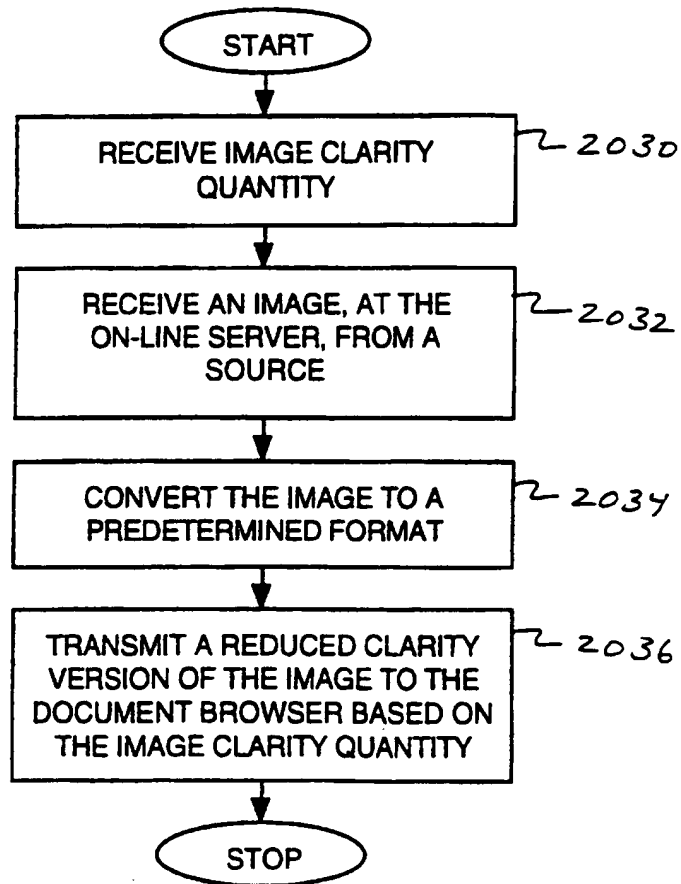 START
RECEIVE IMAGE CLARITY
QUANTITY
2030
RECEIVE AN IMAGE, AT THE
ON-LINE SERVER, FROM A
SOURCE
2032
CONVERT THE IMAGE TO A
PREDETERMINED FORMAT
2034
TRANSMIT A REDUCED CLARITY
VERSION OF THE IMAGE TO THE
DOCUMENT BROWSER BASED ON
THE IMAGE CLARITY QUANTITY
2036
STOP